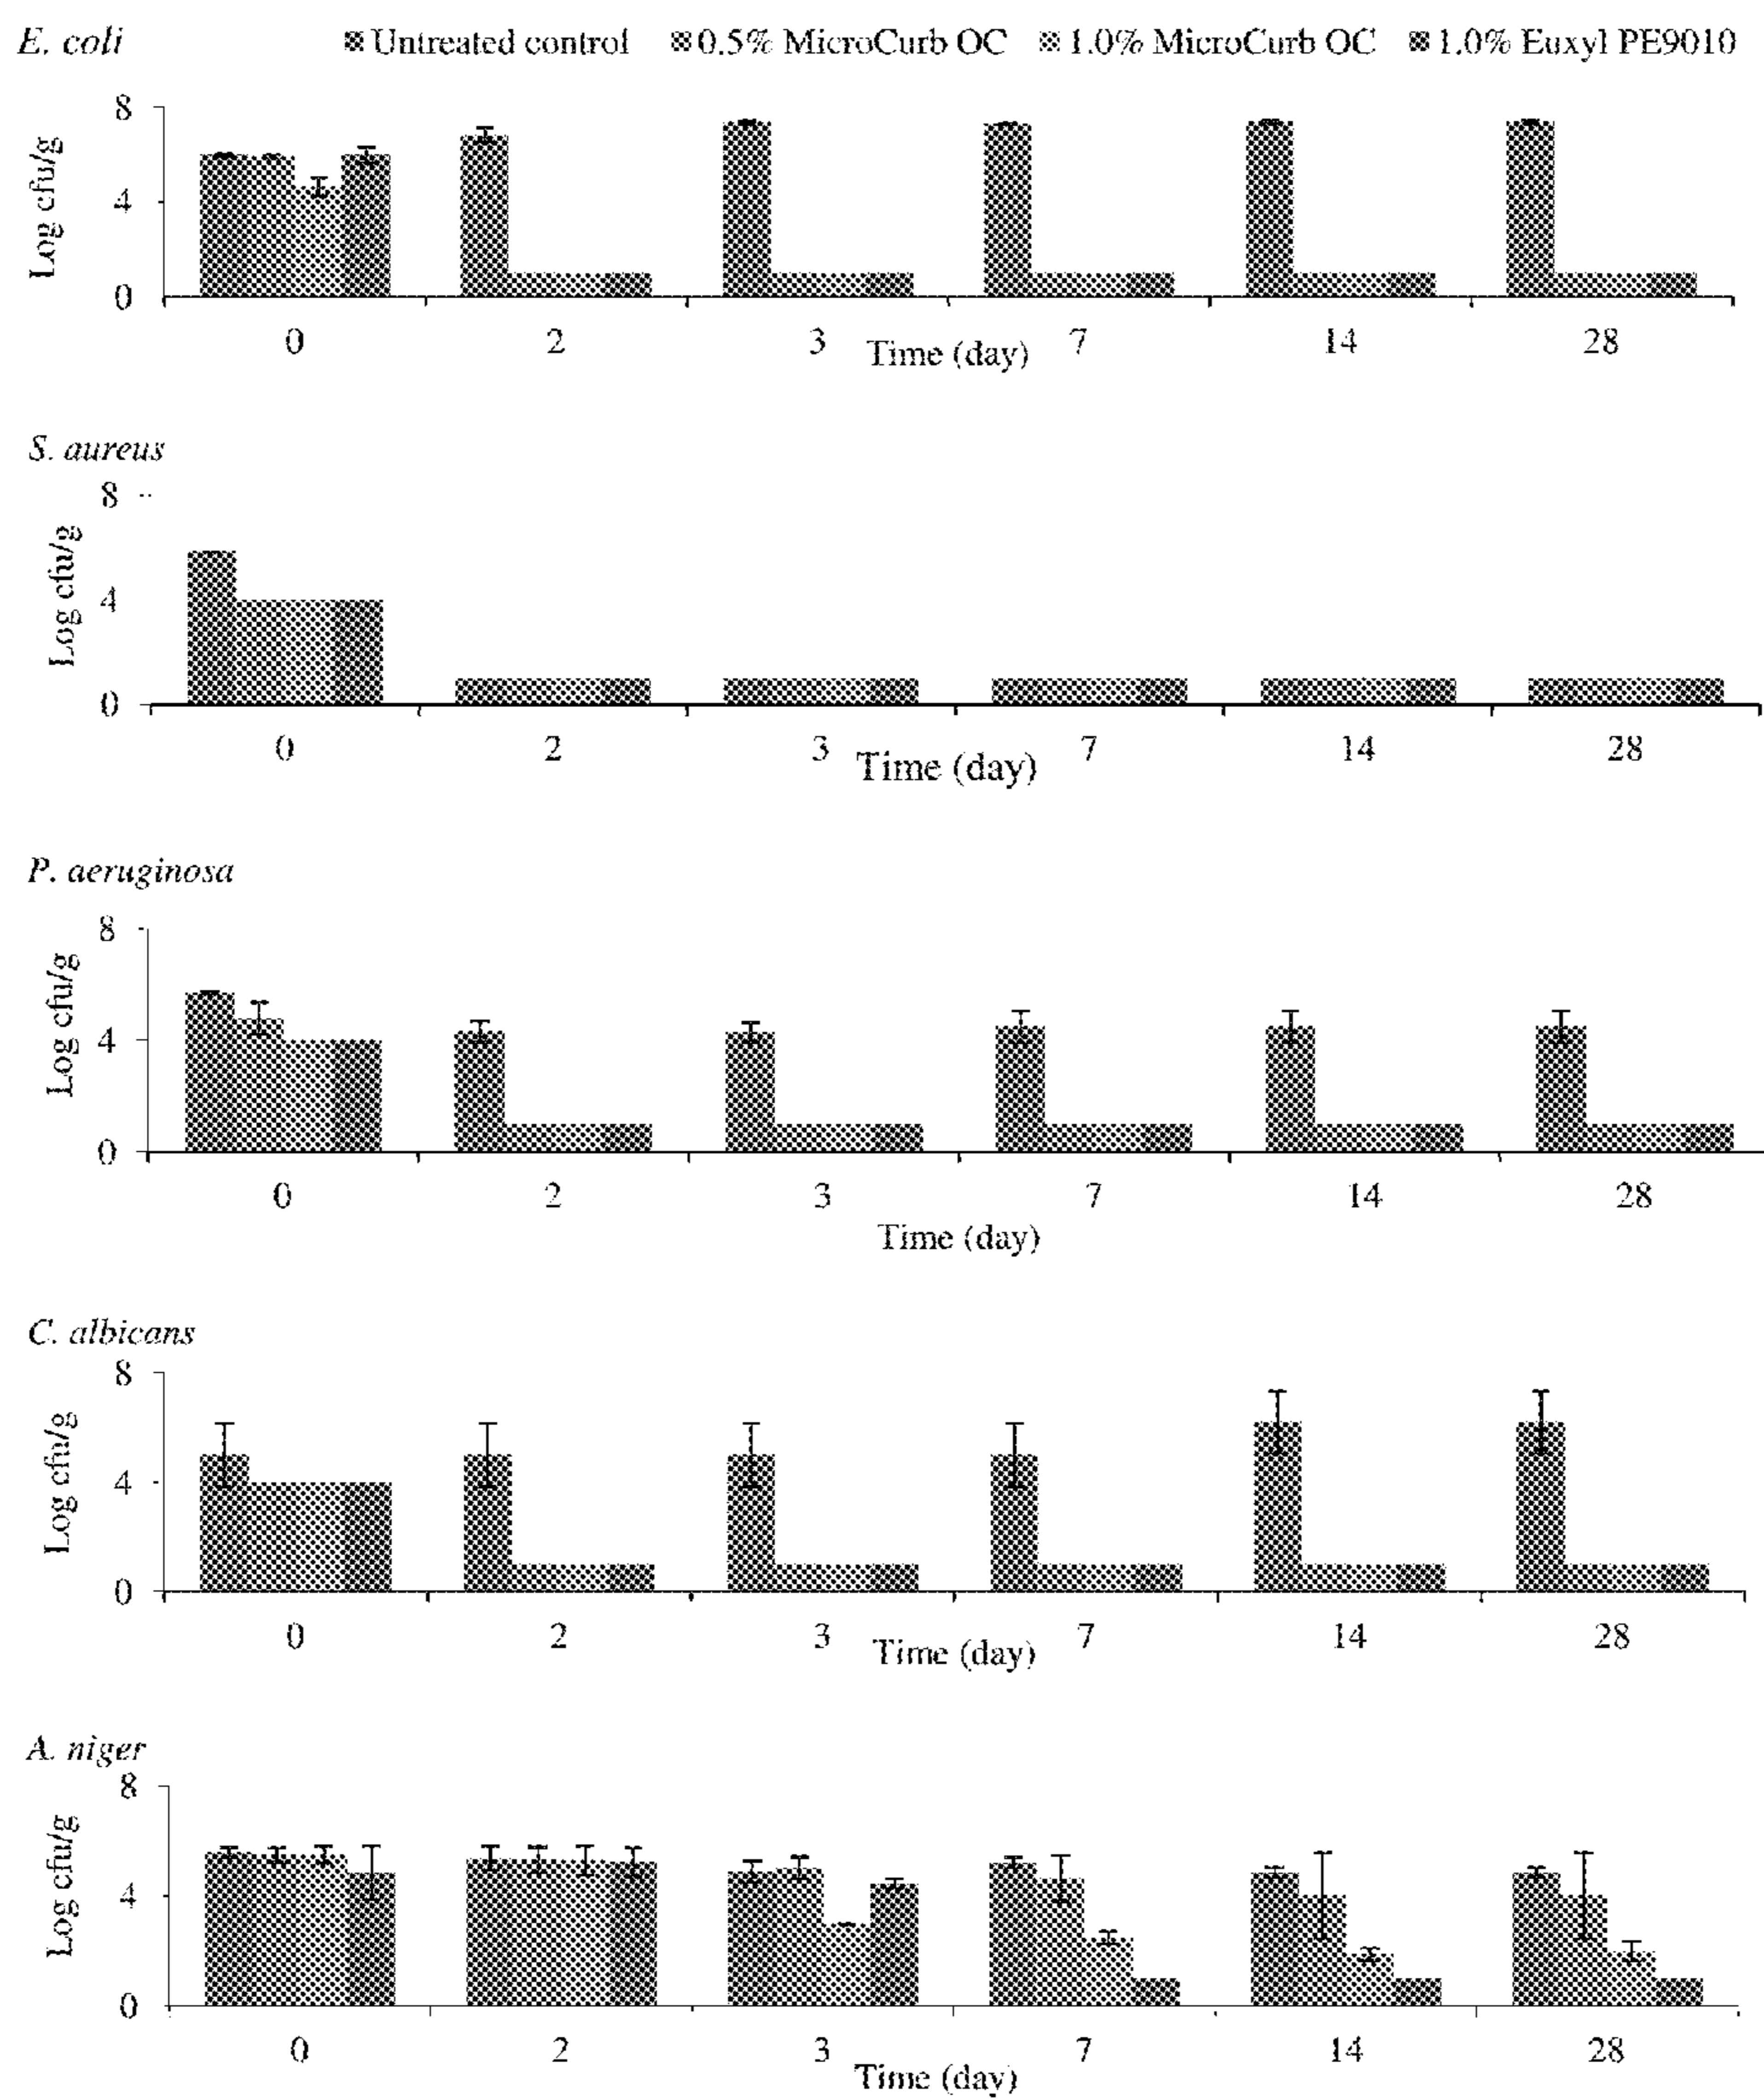 E. coli
Untreated control 0.5% MicroCurb OC 1.0% MicroCurb OC 1.0% Euxyl PE9010
8
4
0
Log cfu/g
0 2 3 7 14 28
Time (day)
S. aureus
8
4
0
Log cfu/g
0 2 3 7 14 28
Time (day)
P. aeruginosa
8
4
0
Log cfu/g
0 2 3 7 14 28
Time (day)
C. albicans
8
4
0
Log cfu/g
0 2 3 7 14 28
Time (day)
A. niger
8
4
0
Log cfu/g
0 2 3 7 14 28
Time (day)